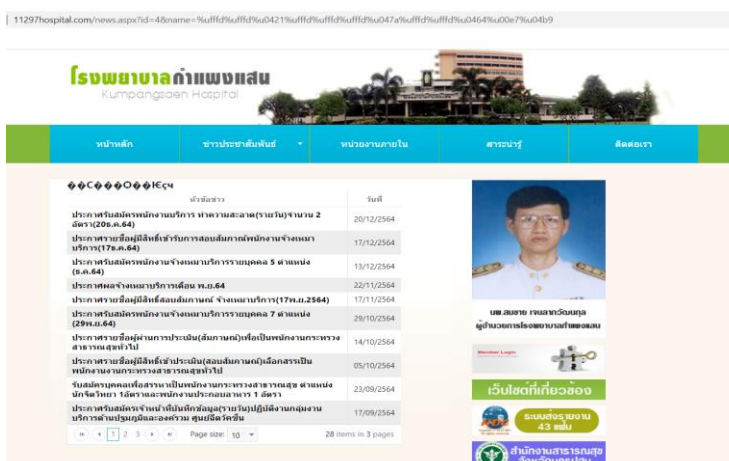 11297hospital.com/news.aspx?id=4&name=%ufffd%ufffd%u0421%ufffd%ufffd%ufffd%u047a%ufffd%ufffd%u0464%u00e7%u04b9
โรงพยาบาลกำแพงแสน
Kumpangsaen Hospital
หน้าหลัก ข่าวประชาสัมพันธ์ หน่วยงานภายใน สาระน่ารู้ ติดต่อเรา
หัวข้อข่าว วันที่
ประกาศรับสมัครพนักงานบริการ ทำความสะอาด(รายวัน)จำนวน 2
อัตรา(20ธ.ค.64) 20/12/2564
ประกาศรายชื่อผู้มีสิทธิ์เข้ารับการสอบสัมภาณ์พนักงานจ้างเหมา
บริการ(17ธ.ค.64) 17/12/2564
ประกาศรับสมัครพนักงานจ้างเหมาบริการรายบุคคล 5 ตำแหน่ง
(ธ.ค.64) 13/12/2564
ประกาศผลจ้างเหมาบริการเดือน พ.ย.64 22/11/2564
ประกาศรายชื่อผู้มีสิทธิ์สอบสัมภาษณ์ จ้างเหมาบริการ(17พ.ย.2564) 17/11/2564
ประกาศรับสมัครพนักงานจ้างเหมาบริการรายบุคคล 7 ตำแหน่ง
(29ต.ค.64) 29/10/2564
ประกาศรายชื่อผู้ผ่านการประเมิน(สัมภาษณ์)เพื่อเป็นพนักงานกระทรวง
สาธารณสุขทั่วไป 14/10/2564
ประกาศรายชื่อผู้มีสิทธิ์เข้าประเมิน(สอบสัมภาษณ์)เลือกสรรเป็น
พนักงานงานกระทรวงสาธารณสุขทั่วไป 05/10/2564
รับสมัครบุคคลเพื่อสรรหาเป็นพนักงานกระทรวงสาธารณสุข ตำแหน่ง
นักจิตวิทยา 1อัตราและพนักงานประกอบอาหาร 1 อัตรา 23/09/2564
ประกาศรับสมัครเจ้าหน้าที่บันทึกข้อมูล(รายวัน)ปฏิบัติงานกลุ่มงาน
บริการด้านปฐมภูมิและองค์รวม ศูนย์ฉีดวัคซีน 17/09/2564
1 2 3 Page size: 10 28 items in 3 pages
นพ.สมชาย
ผู้อำนวยการโรงพยาบาลกำแพงแสน
Member Login
เว็บไซต์ที่เกี่ยวข้อง
ระบบส่งรายงาน
43 แฟ้ม
สำนักงานสาธารณสุข